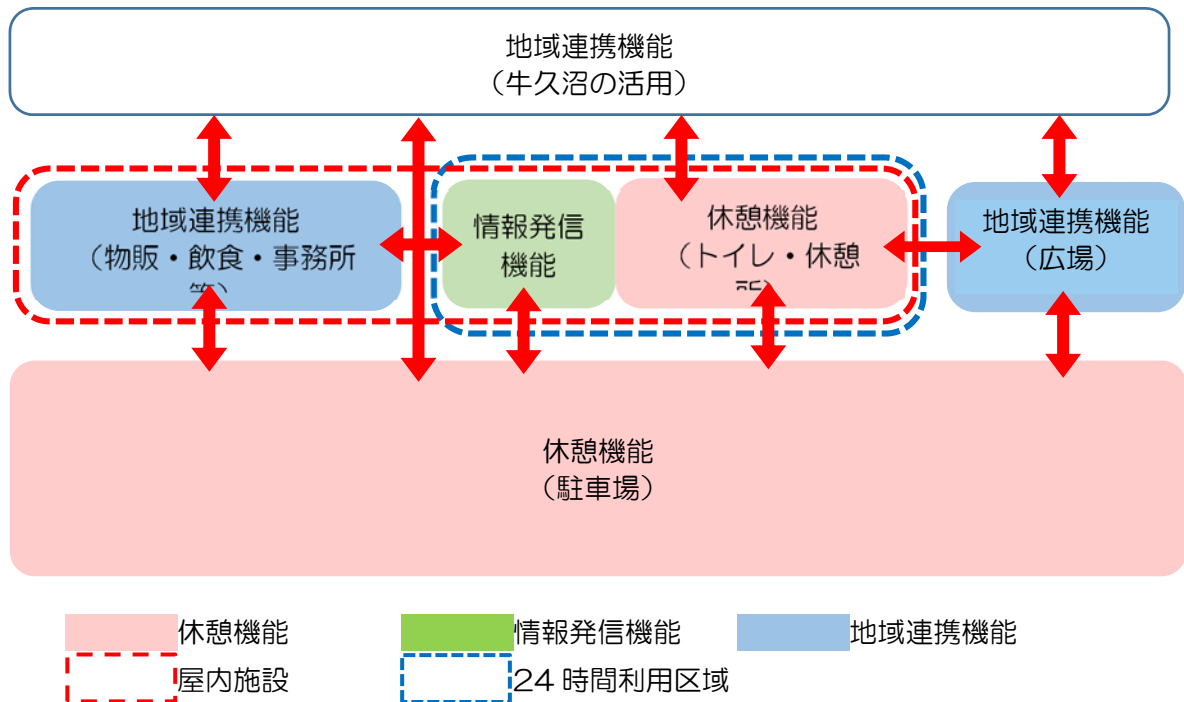 地域連携機能
（牛久沼の活用）
地域連携機能
（物販・飲食・事務所
情報発信
機能
休憩機能
（トイレ・休憩
地域連携機能
（広場）
休憩機能
（駐車場）
休憩機能
情報発信機能
地域連携機能
屋内施設
24時間利用区域